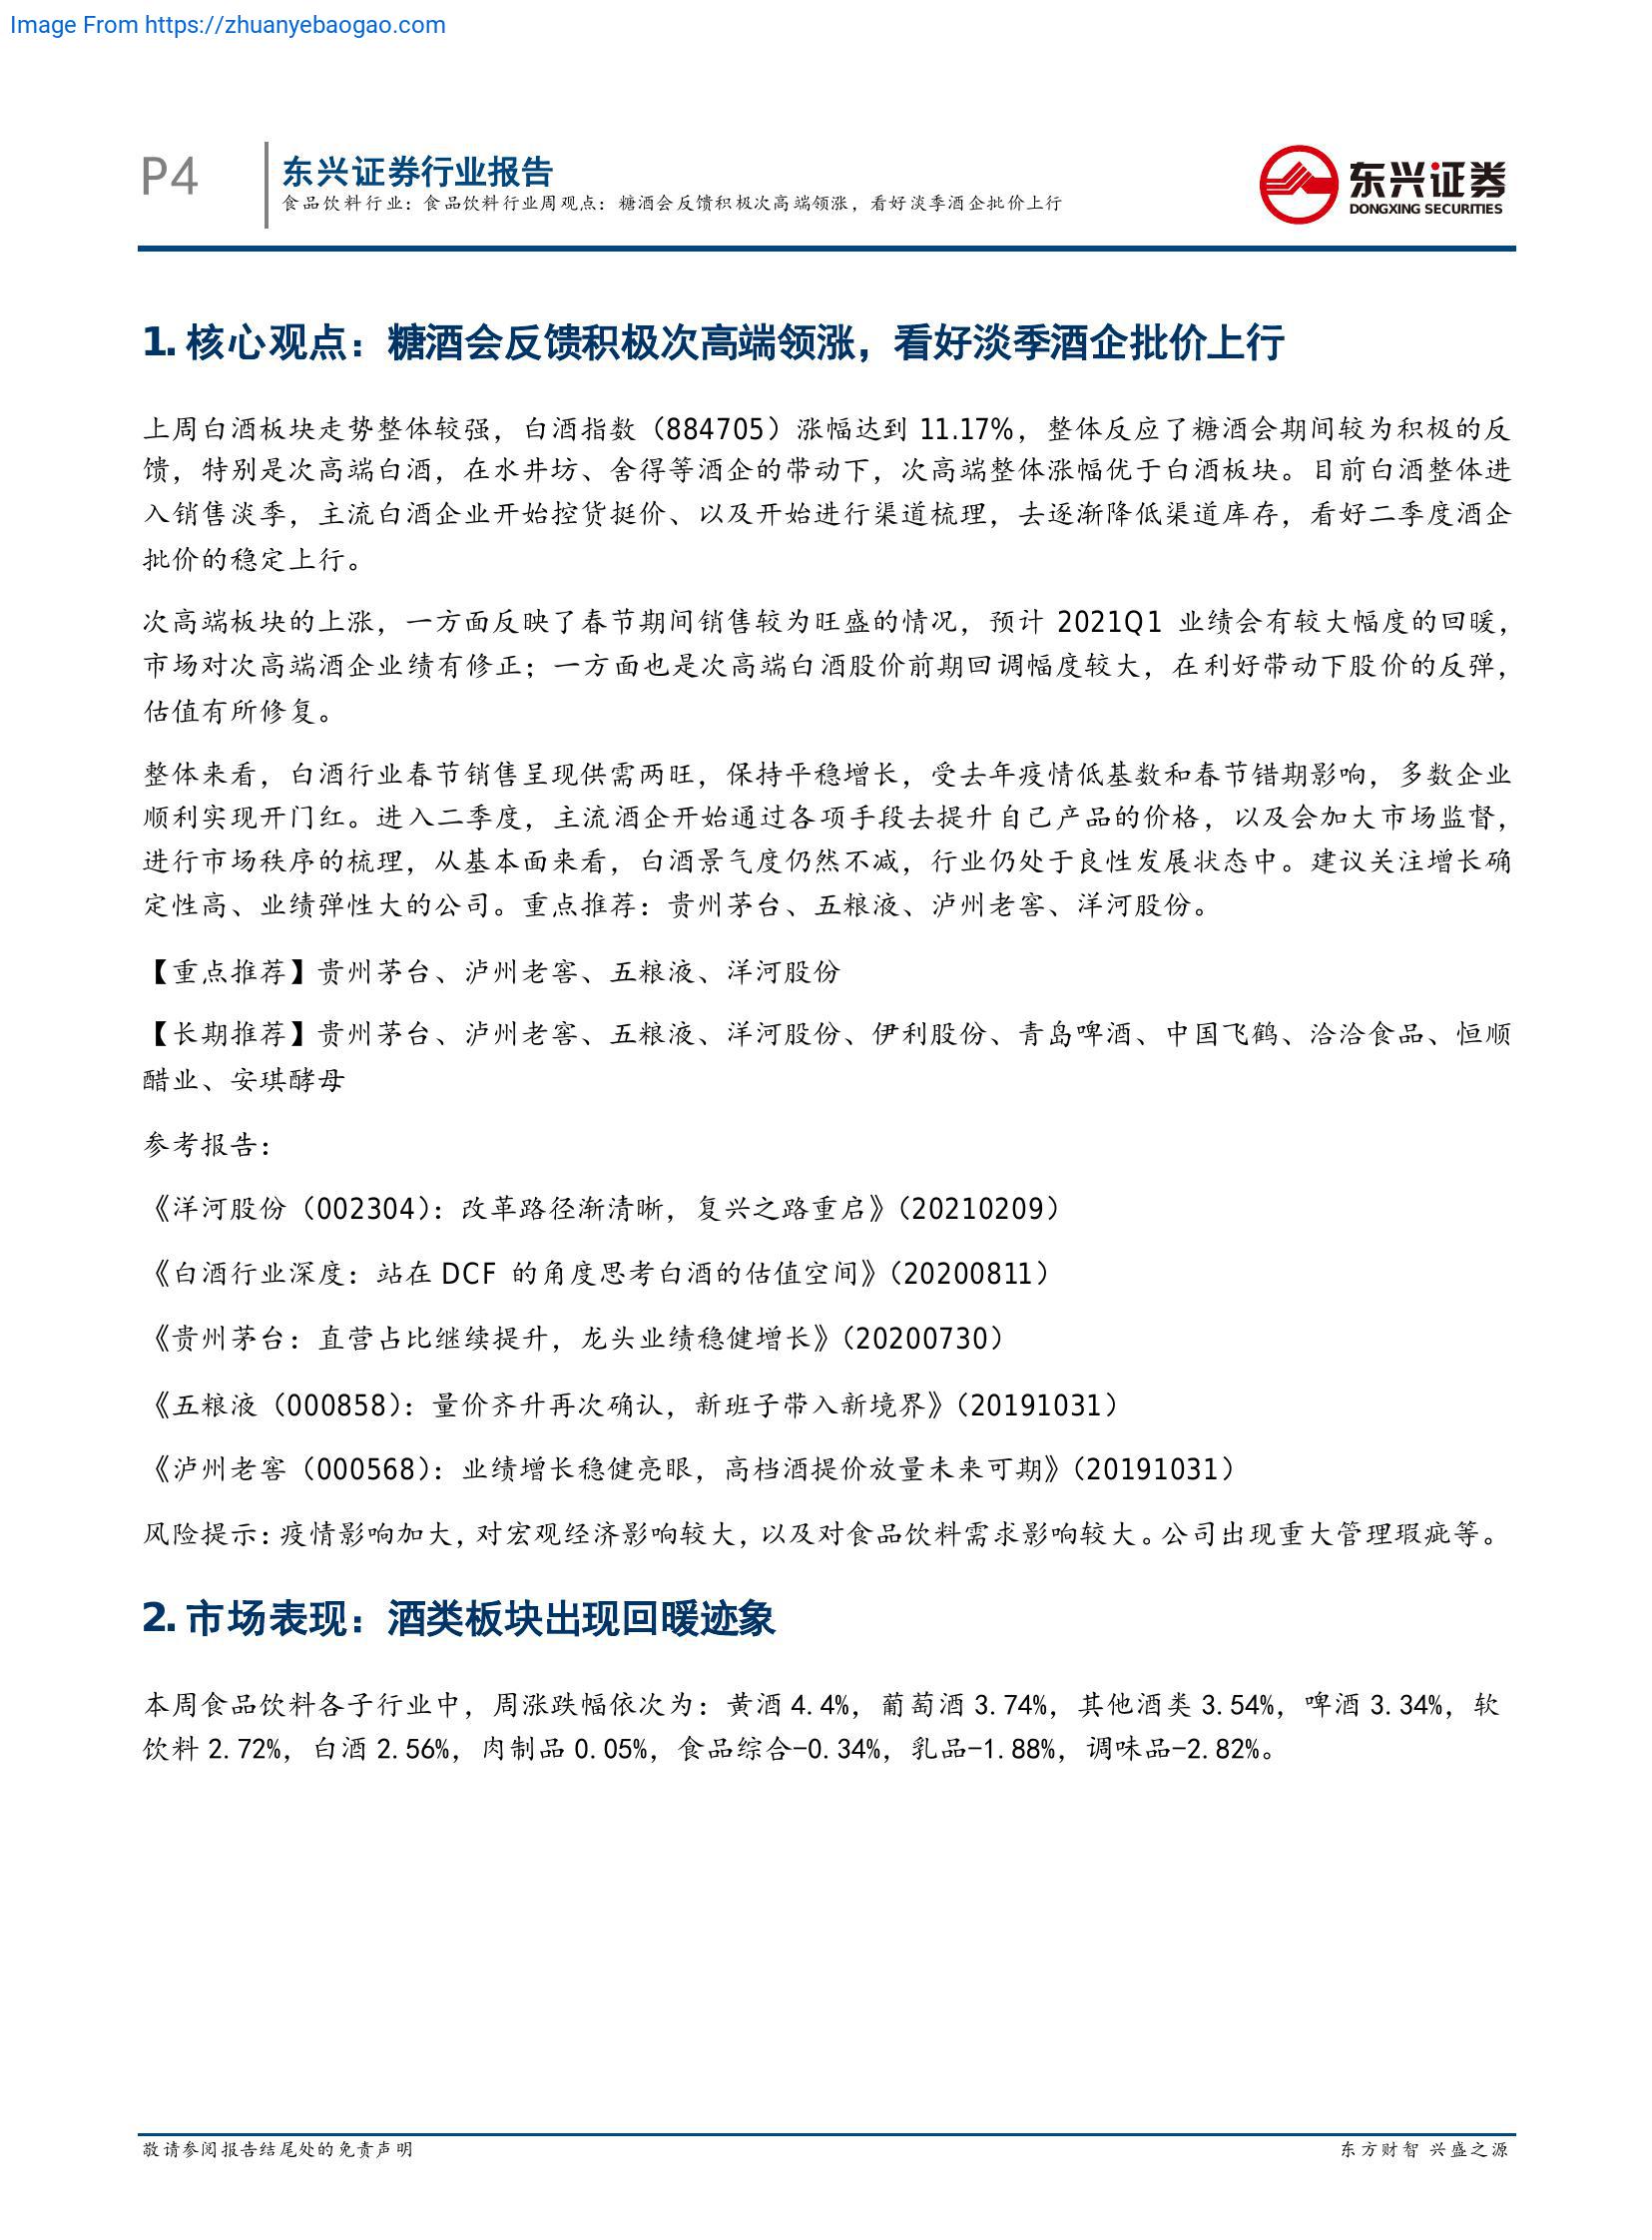 Image From https://zhuanyebaogao.com
P4
东兴证券行业报告
食品饮料行业：食品饮料行业周观点：糖酒会反馈积极次高端领涨，看好淡季酒企批价上行
东兴证券
DONGXING SECURITIES
1. 核心观点：糖酒会反馈积极次高端领涨，看好淡季酒企批价上行
上周白酒板块走势整体较强，白酒指数（884705）涨幅达到 11.17%，整体反应了糖酒会期间较为积极的反
馈，特别是次高端白酒，在水井坊、舍得等酒企的带动下，次高端整体涨幅优于白酒板块。目前白酒整体进
入销售淡季，主流白酒企业开始控货挺价、以及开始进行渠道梳理，去逐渐降低渠道库存，看好二季度酒企
批价的稳定上行。
次高端板块的上涨，一方面反映了春节期间销售较为旺盛的情况，预计 2021Q1 业绩会有较大幅度的回暖，
市场对次高端酒企业绩有修正；一方面也是次高端白酒股价前期回调幅度较大，在利好带动下股价的反弹，
估值有所修复。
整体来看，白酒行业春节销售呈现供需两旺，保持平稳增长，受去年疫情低基数和春节错期影响，多数企业
顺利实现开门红。进入二季度，主流酒企开始通过各项手段去提升自己产品的价格，以及会加大市场监督，
进行市场秩序的梳理，从基本面来看，白酒景气度仍然不减，行业仍处于良性发展状态中。建议关注增长确
定性高、业绩弹性大的公司。重点推荐：贵州茅台、五粮液、泸州老窖、洋河股份。
【重点推荐】贵州茅台、泸州老窖、五粮液、洋河股份
【长期推荐】贵州茅台、泸州老窖、五粮液、洋河股份、伊利股份、青岛啤酒、中国飞鹤、洽洽食品、恒顺
醋业、安琪酵母
参考报告：
《洋河股份（002304）：改革路径渐清晰，复兴之路重启》（20210209）
《白酒行业深度：站在 DCF 的角度思考白酒的估值空间》（20200811）
《贵州茅台：直营占比继续提升，龙头业绩稳健增长》（20200730）
《五粮液（000858）：量价齐升再次确认，新班子带入新境界》（20191031）
《泸州老窖（000568）：业绩增长稳健亮眼，高档酒提价放量未来可期》（20191031）
风险提示：疫情影响加大，对宏观经济影响较大，以及对食品饮料需求影响较大。公司出现重大管理瑕疵等。
2. 市场表现：酒类板块出现回暖迹象
本周食品饮料各子行业中，周涨跌幅依次为：黄酒 4.4%，葡萄酒 3.74%，其他酒类 3.54%，啤酒 3.34%，软
饮料 2.72%，白酒 2.56%，肉制品 0.05%，食品综合-0.34%，乳品-1.88%，调味品-2.82%。
敬请参阅报告结尾处的免责声明
东方财智 兴盛之源